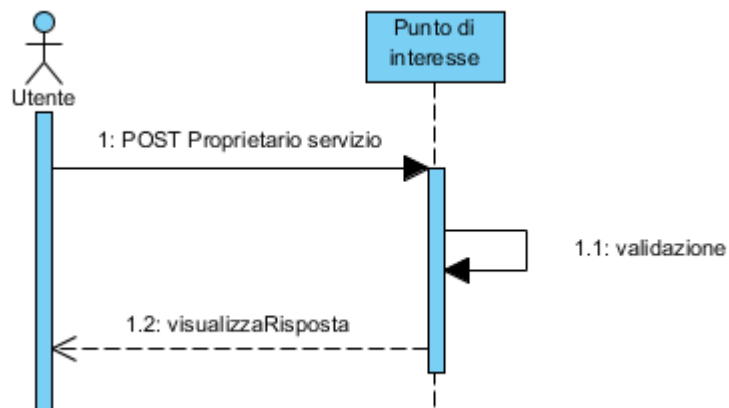 Punto di
interesse
Utente
1: POST Proprietario servizio
1.1: validazione
1.2: visualizzaRisposta